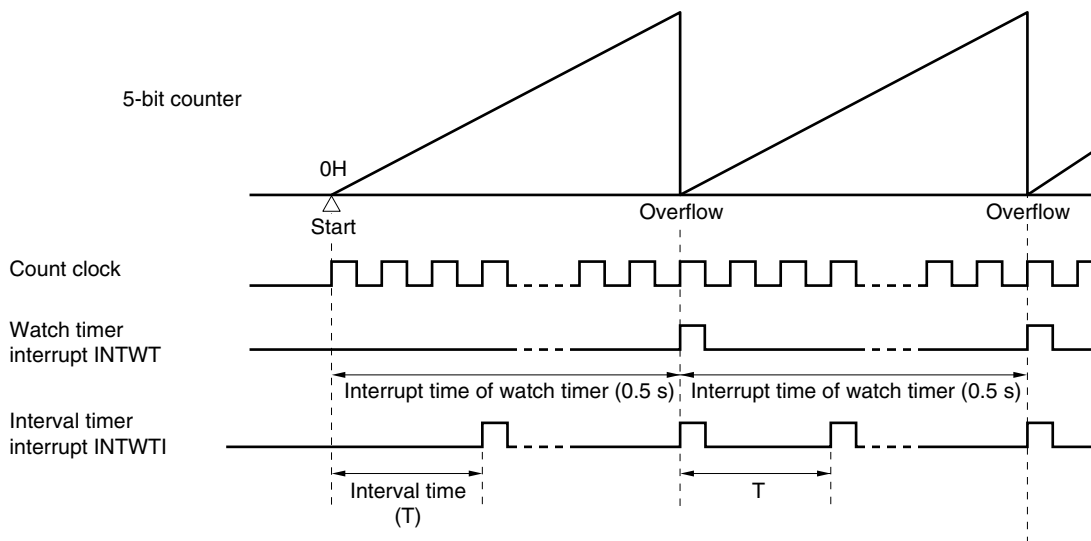 5-bit counter
0H
Start
Overflow
Overflow
Count clock
Watch timer
interrupt INTWT
Interrupt time of watch timer (0.5 s)
Interrupt time of watch timer (0.5 s)
Interval timer
interrupt INTWTI
Interval time
(T)
T